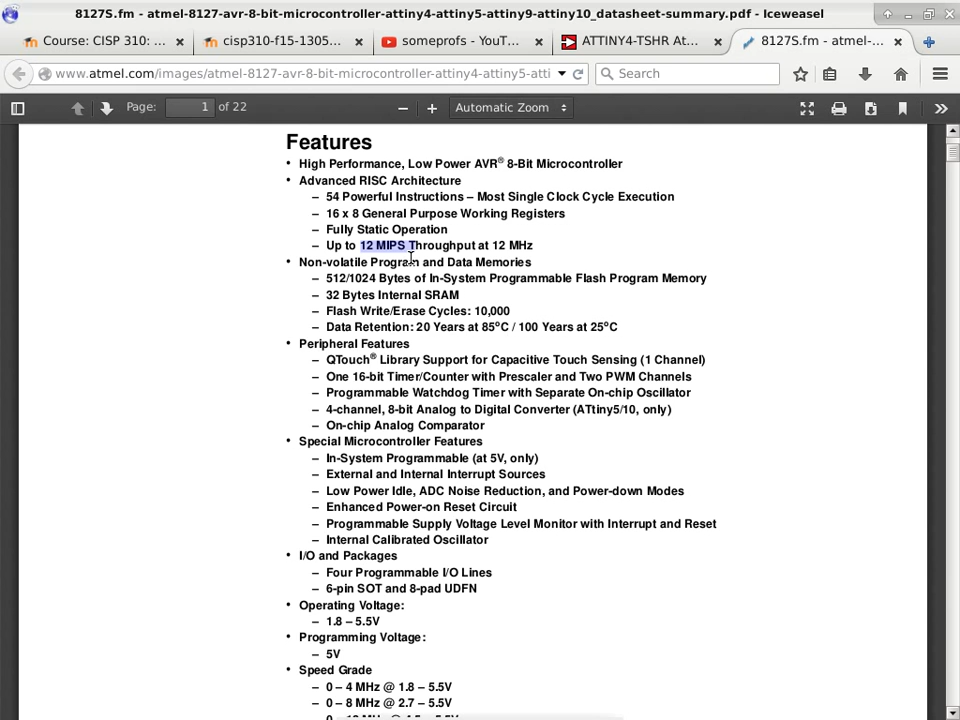 8127S.fm - atmel-8127-avr-8-bit-microcontroller-attiny4-attiny5-attiny9-attiny10_datasheet-summary.pdf - Iceweasel
Course: CISP 310: ... cisp310-f15-1305... someprofs - YouT... ATTINY4-TSHR At... 8127S.fm - atmel-...
www.atmel.com/images/atmel-8127-avr-8-bit-microcontroller-attiny4-attiny5-atti Search
Page: 1 of 22 Automatic Zoom
Features
• High Performance, Low Power AVR® 8-Bit Microcontroller
• Advanced RISC Architecture
– 54 Powerful Instructions – Most Single Clock Cycle Execution
– 16 x 8 General Purpose Working Registers
– Fully Static Operation
– Up to 12 MIPS Throughput at 12 MHz
• Non-volatile Program and Data Memories
– 512/1024 Bytes of In-System Programmable Flash Program Memory
– 32 Bytes Internal SRAM
– Flash Write/Erase Cycles: 10,000
– Data Retention: 20 Years at 85°C / 100 Years at 25°C
• Peripheral Features
– QTouch® Library Support for Capacitive Touch Sensing (1 Channel)
– One 16-bit Timer/Counter with Prescaler and Two PWM Channels
– Programmable Watchdog Timer with Separate On-chip Oscillator
– 4-channel, 8-bit Analog to Digital Converter (ATtiny5/10, only)
– On-chip Analog Comparator
• Special Microcontroller Features
– In-System Programmable (at 5V, only)
– External and Internal Interrupt Sources
– Low Power Idle, ADC Noise Reduction, and Power-down Modes
– Enhanced Power-on Reset Circuit
– Programmable Supply Voltage Level Monitor with Interrupt and Reset
– Internal Calibrated Oscillator
• I/O and Packages
– Four Programmable I/O Lines
– 6-pin SOT and 8-pad UDFN
• Operating Voltage:
– 1.8 – 5.5V
• Programming Voltage:
– 5V
• Speed Grade
– 0 – 4 MHz @ 1.8 – 5.5V
– 0 – 8 MHz @ 2.7 – 5.5V